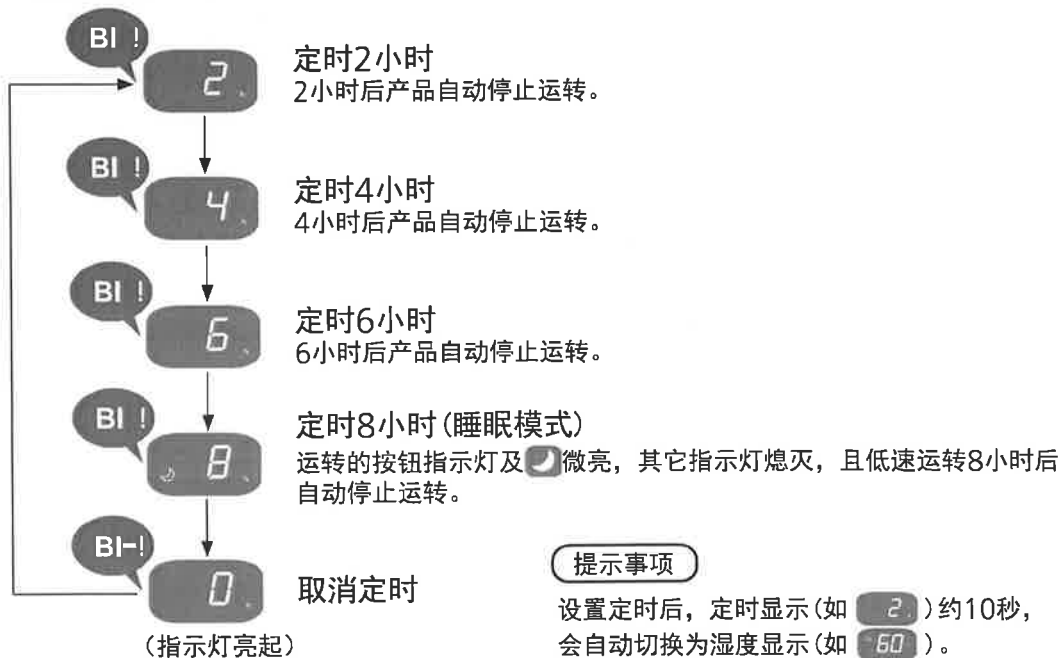 BI !
2
定时2小时
2小时后产品自动停止运转。
BI !
4
定时4小时
4小时后产品自动停止运转。
BI !
6
定时6小时
6小时后产品自动停止运转。
BI !
8
定时8小时(睡眠模式)
运转的按钮指示灯及微亮，其它指示灯熄灭，且低速运转8小时后
自动停止运转。
BI-!
0
取消定时
(指示灯亮起)
提示事项
设置定时后，定时显示(如 2 )约10秒，
会自动切换为湿度显示(如 60 )。